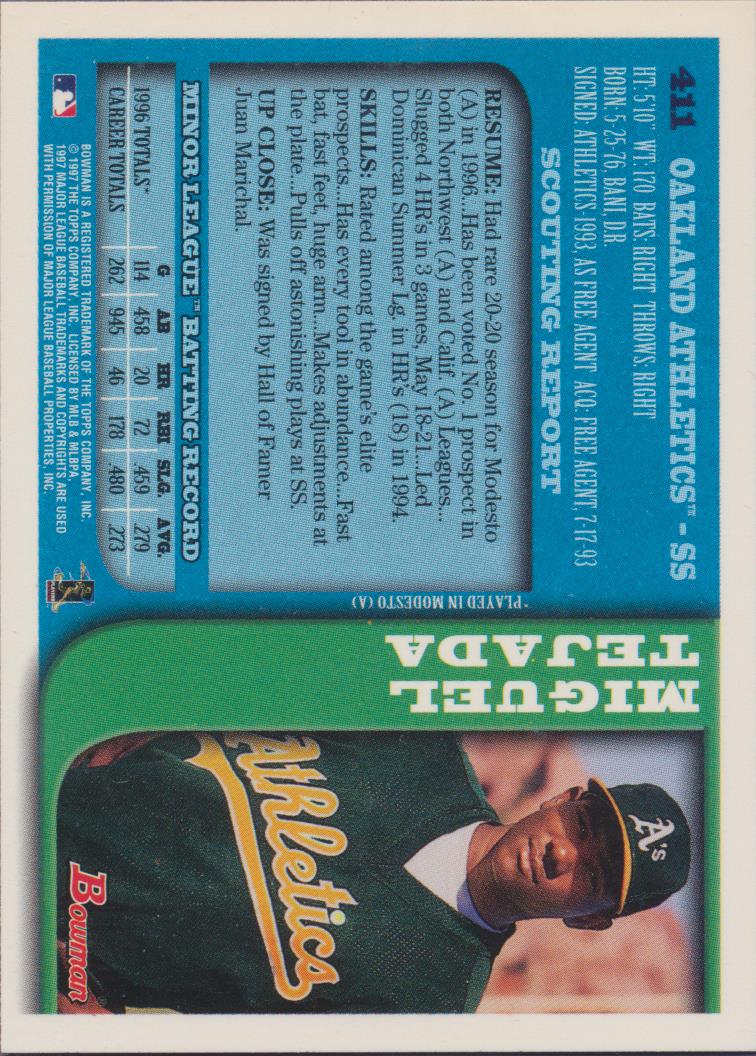 411 OAKLAND ATHLETICS™ - SS
HT: 5'10" WT: 170 BATS: RIGHT THROWS: RIGHT
BORN: 5-25-76, BANI, D.R.
SIGNED: ATHLETICS-1993, AS FREE AGENT ACQ: FREE AGENT, 7-17-93
SCOUTING REPORT
RESUME: Had rare 20-20 season for Modesto
(A) in 1996...Has been voted No. 1 prospect in
both Northwest (A) and Calif. (A) Leagues...
Slugged 4 HR's in 3 games, May 18-21...Led
Dominican Summer Lg. in HR's (18) in 1994.
SKILLS: Rated among the game's elite
prospects...Has every tool in abundance...Fast
bat, fast feet, huge arm...Makes adjustments at
the plate...Pulls off astonishing plays at SS.
UP CLOSE: Was signed by Hall of Famer
Juan Marichal.
*PLAYED IN MODESTO (A)
MINOR LEAGUE™ BATTING RECORD
G AB HR RBI SLG. AVG.
1996 TOTALS* 114 458 20 72 .459 .279
CAREER TOTALS 262 945 46 178 .480 .273
BOWMAN IS A REGISTERED TRADEMARK OF THE TOPPS COMPANY, INC.
© 1997 THE TOPPS COMPANY, INC. LICENSED BY MLB & MLBPA.
1997 MAJOR LEAGUE BASEBALL TRADEMARKS AND COPYRIGHTS ARE USED
WITH PERMISSION OF MAJOR LEAGUE BASEBALL PROPERTIES, INC.
MIGUEL
TEJADA
A's
Athletics
Bowman®